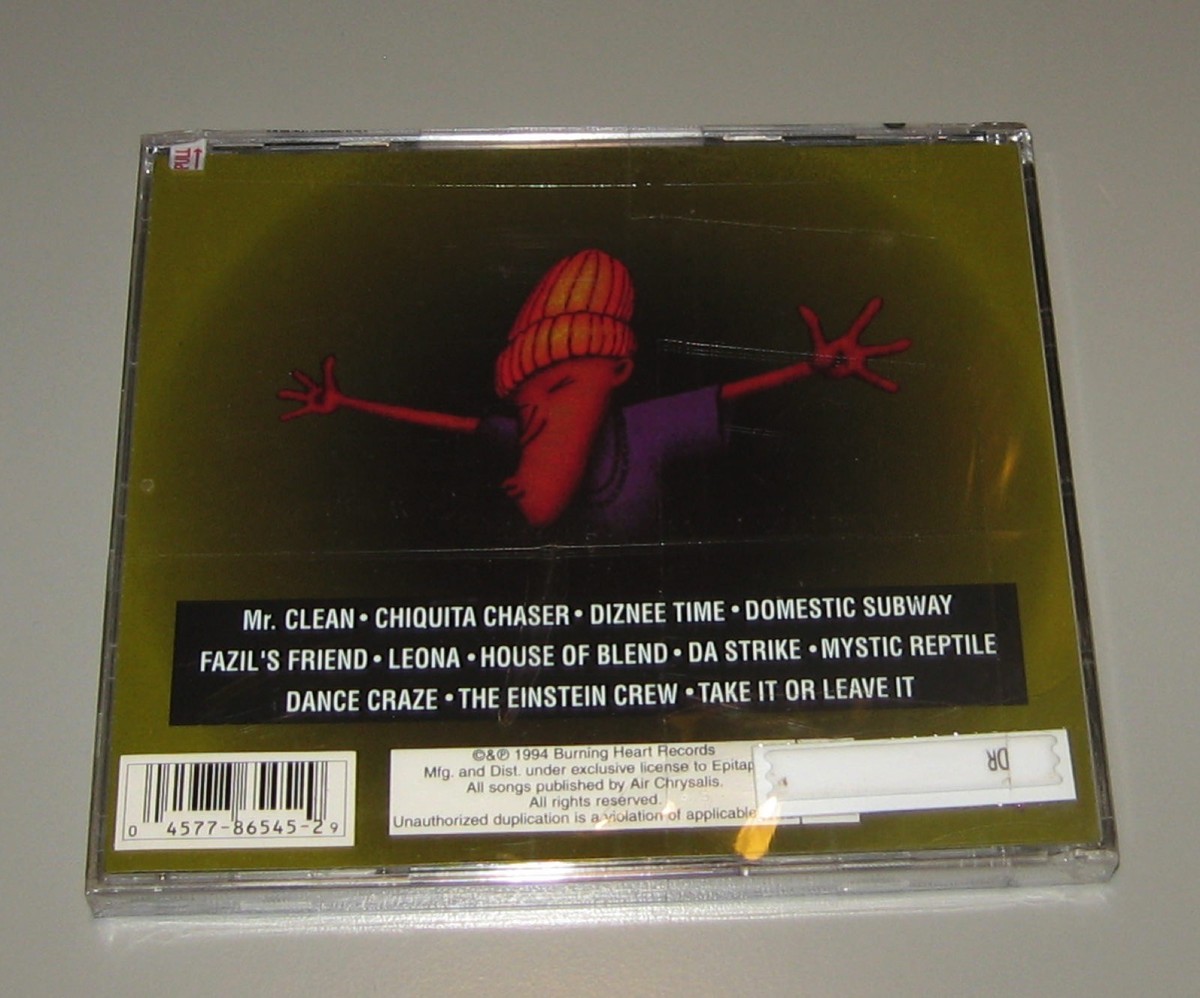 PULL
Mr. CLEAN • CHIQUITA CHASER • DIZNEE TIME • DOMESTIC SUBWAY
FAZIL'S FRIEND • LEONA • HOUSE OF BLEND • DA STRIKE • MYSTIC REPTILE
DANCE CRAZE • THE EINSTEIN CREW • TAKE IT OR LEAVE IT
©&℗ 1994 Burning Heart Records
Mfg. and Dist. under exclusive license to Epitap
All songs published by Air Chrysalis.
All rights reserved.
Unauthorized duplication is a violation of applicable
DR
0 4577-86545-2 9